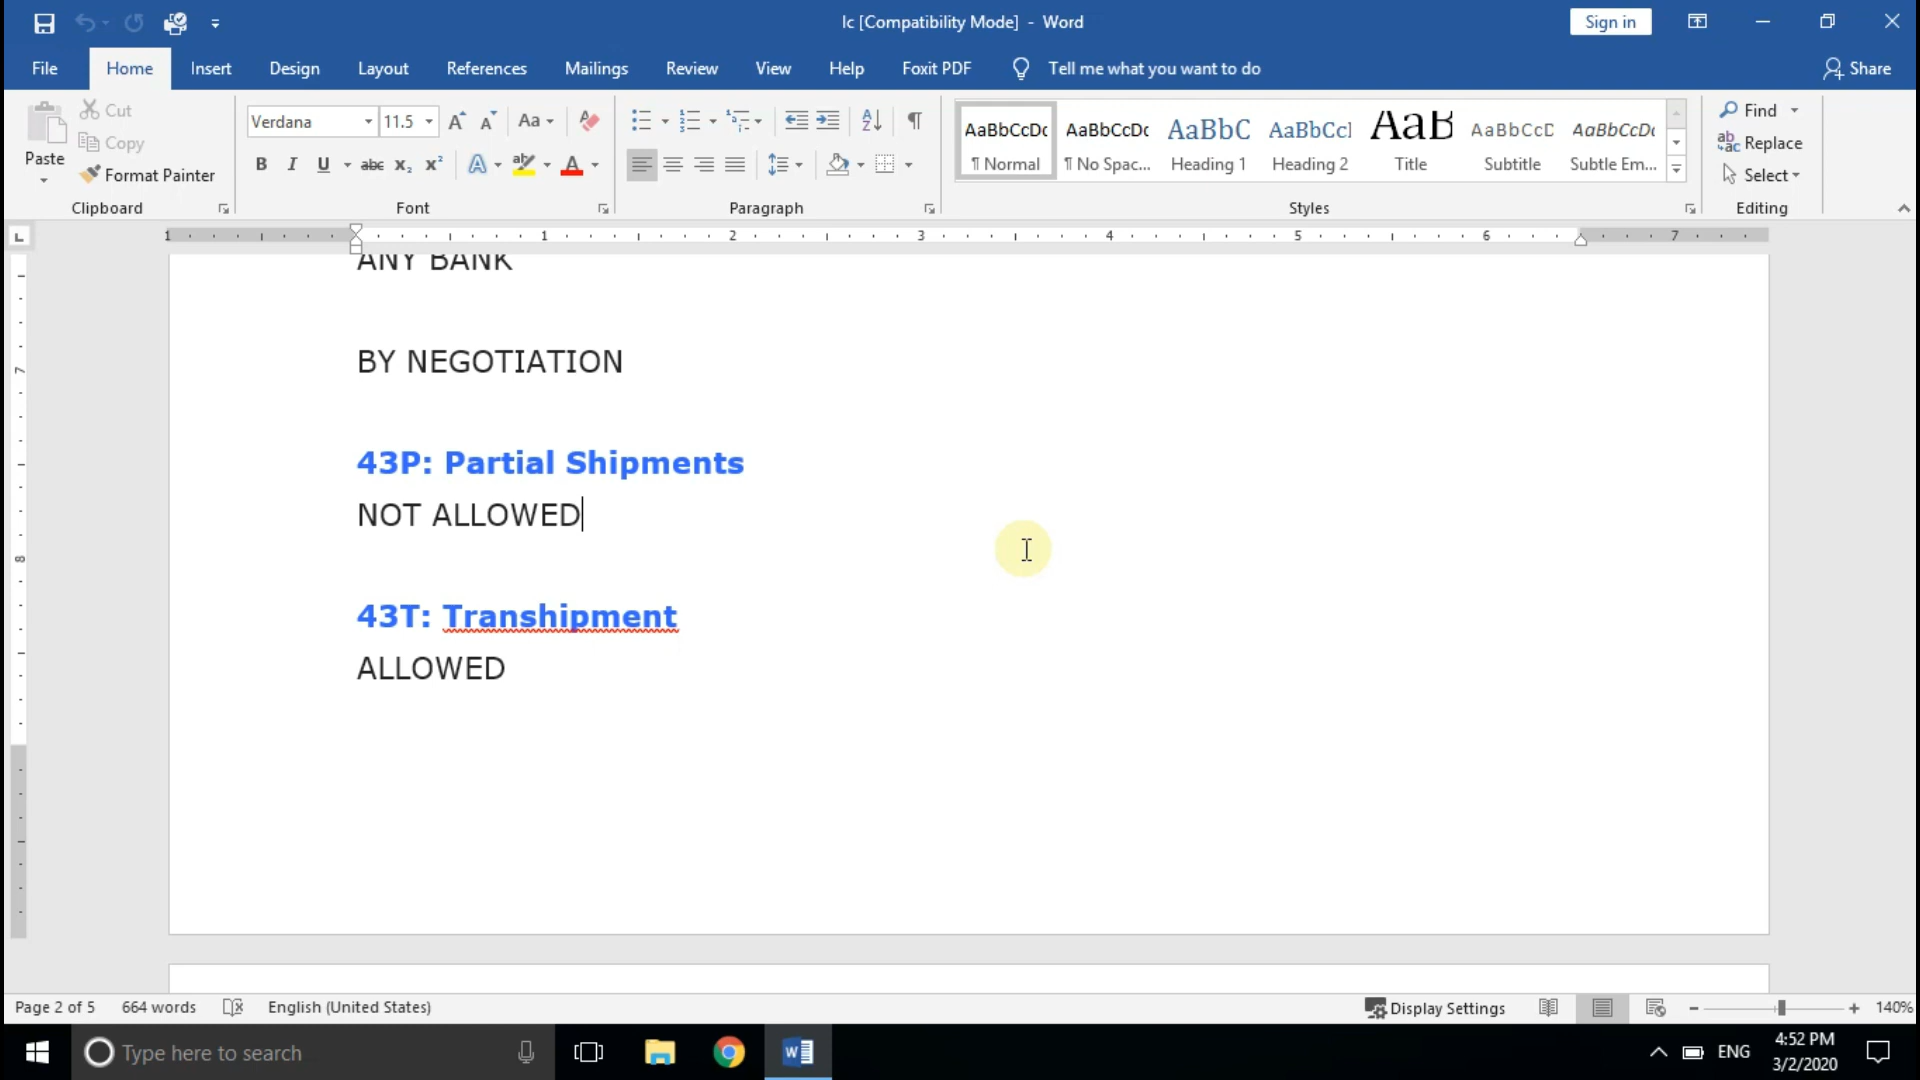 lc [Compatibility Mode] - Word
Sign in
File Home Insert Design Layout References Mailings Review View Help Foxit PDF Tell me what you want to do Share
Paste
Cut
Copy
Format Painter
Clipboard
Verdana 11.5
Font
Paragraph
AaBbCcDc AaBbCcDc AaBbC AaBbCcl AaB AaBbCcD AaBbCcDc
¶ Normal ¶ No Spac... Heading 1 Heading 2 Title Subtitle Subtle Em...
Styles
Find
Replace
Select
Editing
1 1 2 3 4 5 6 7
ANY BANK
BY NEGOTIATION
43P: Partial Shipments
NOT ALLOWED
43T: Transhipment
ALLOWED
7
8
Page 2 of 5 664 words English (United States) Display Settings 140%
Type here to search
ENG
4:52 PM
3/2/2020